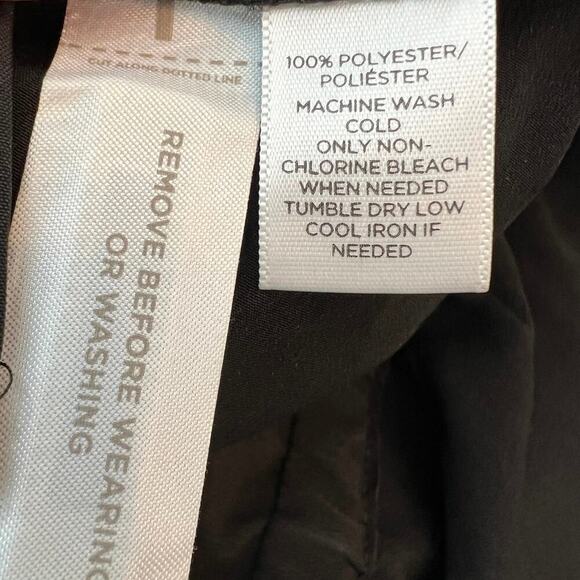 CUT ALONG DOTTED LINE
REMOVE BEFORE WEARING
OR WASHING
100% POLYESTER/
POLIÉSTER
MACHINE WASH
COLD
ONLY NON-
CHLORINE BLEACH
WHEN NEEDED
TUMBLE DRY LOW
COOL IRON IF
NEEDED